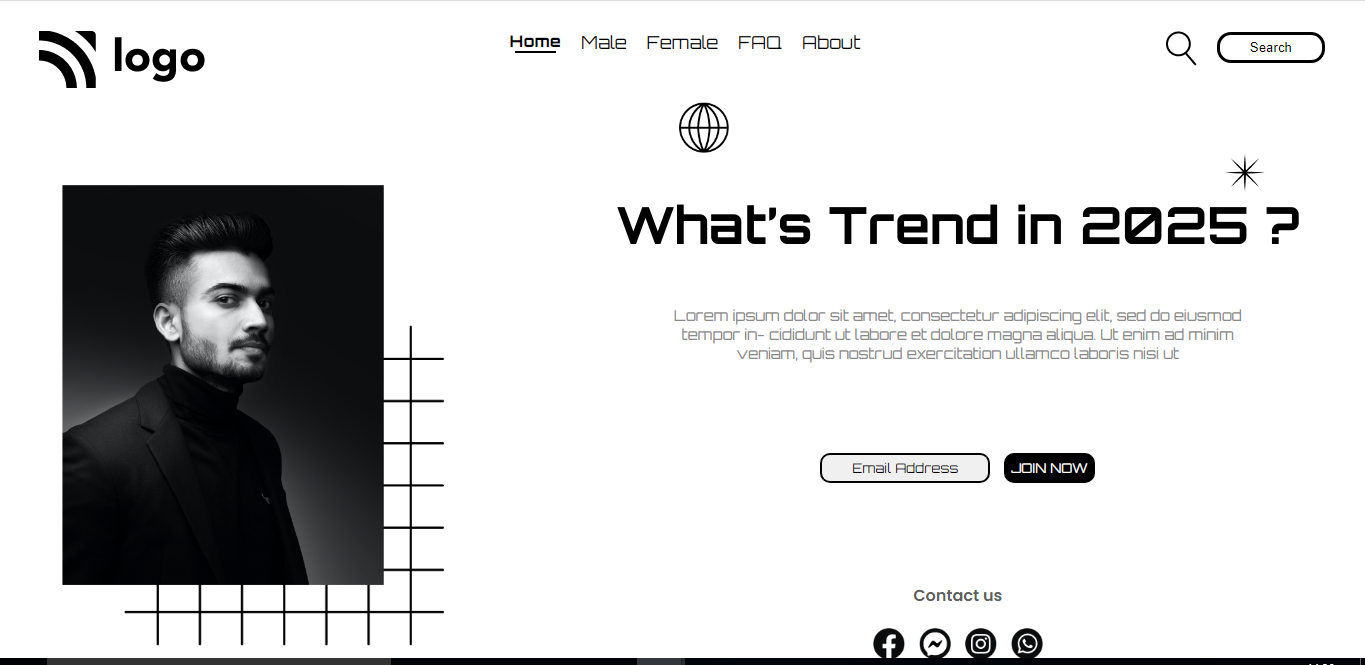 logo
Home Male Female FAQ About
Search
What's Trend in 2025 ?
Lorem ipsum dolor sit amet, consectetur adipiscing elit, sed do eiusmod
tempor in- cididunt ut labore et dolore magna aliqua. Ut enim ad minim
veniam, quis nostrud exercitation ullamco laboris nisi ut
Email Address JOIN NOW
Contact us